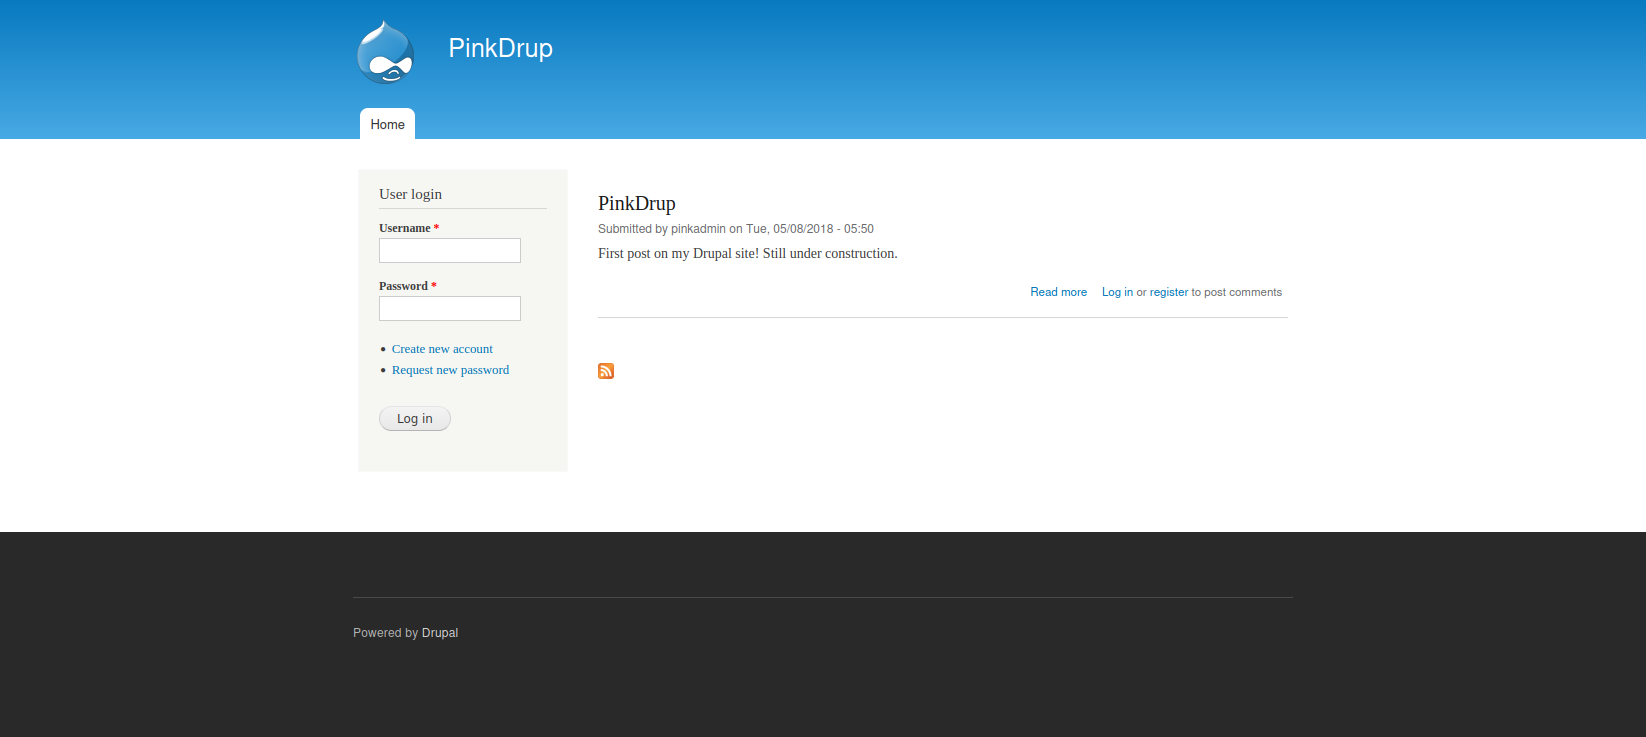 PinkDrup
Home
User login
Username *
Password *
Create new account
Request new password
Log in
PinkDrup
Submitted by pinkadmin on Tue, 05/08/2018 - 05:50
First post on my Drupal site! Still under construction.
Read more Log in or register to post comments
Powered by Drupal